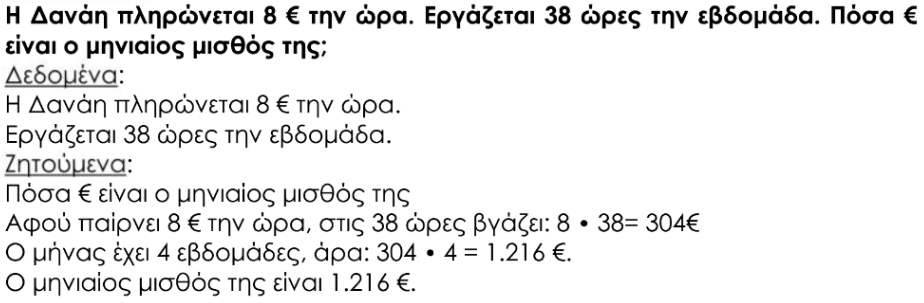 Η Δανάη πληρώνεται 8 € την ώρα. Εργάζεται 38 ώρες την εβδομάδα. Πόσα €
είναι ο μηνιαίος μισθός της;
Δεδομένα:
Η Δανάη πληρώνεται 8 € την ώρα.
Εργάζεται 38 ώρες την εβδομάδα.
Ζητούμενα:
Πόσα € είναι ο μηνιαίος μισθός της
Αφού παίρνει 8 € την ώρα, στις 38 ώρες βγάζει: 8 • 38= 304€
Ο μήνας έχει 4 εβδομάδες, άρα: 304 • 4 = 1.216 €.
Ο μηνιαίος μισθός της είναι 1.216 €.